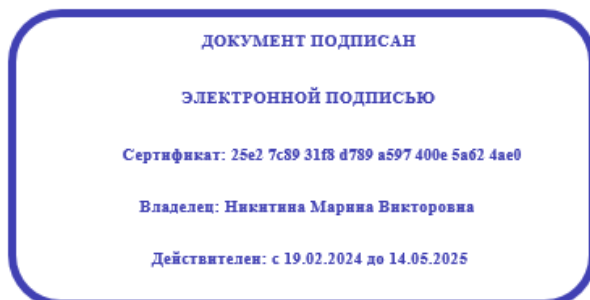 ДОКУМЕНТ ПОДПИСАН
ЭЛЕКТРОННОЙ ПОДПИСЬЮ
Сертификат: 25e2 7c89 31f8 d789 a597 400e 5a62 4ae0
Владелец: Никитина Марина Викторовна
Действителен: с 19.02.2024 до 14.05.2025